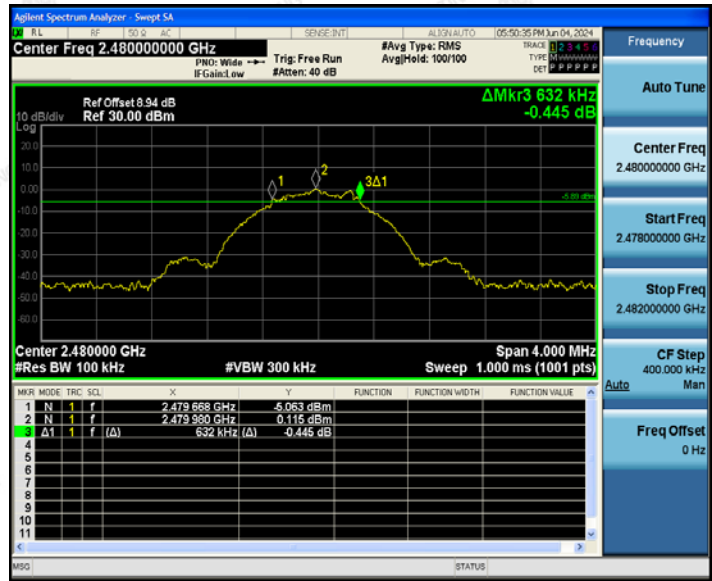 Agilent Spectrum Analyzer - Swept SA
RL RF 50 Ω AC SENSE:INT ALIGN AUTO 05:50:35 PM Jun 04, 2024
Center Freq 2.480000000 GHz #Avg Type: RMS TRACE 1 2 3 4 5 6
PNO: Wide Trig: Free Run Avg|Hold: 100/100 TYPE M
IFGain:Low #Atten: 40 dB DET P P P P P P
Frequency
Auto Tune
Center Freq
2.480000000 GHz
Start Freq
2.478000000 GHz
Stop Freq
2.482000000 GHz
CF Step
400.000 kHz
Auto Man
Freq Offset
0 Hz
ΔMkr3 632 kHz
-0.445 dB
Ref Offset 8.94 dB
10 dB/div Ref 30.00 dBm
Log
20.0
10.0
0.00
-10.0
-20.0
-30.0
-40.0
-50.0
-60.0
1
2
3Δ1
-5.89 dBm
Center 2.480000 GHz Span 4.000 MHz
#Res BW 100 kHz #VBW 300 kHz Sweep 1.000 ms (1001 pts)
MKR MODE TRC SCL X Y FUNCTION FUNCTION WIDTH FUNCTION VALUE
1 N 1 f 2.479 668 GHz -5.063 dBm
2 N 1 f 2.479 980 GHz 0.115 dBm
3 Δ1 1 f (Δ) 632 kHz (Δ) -0.445 dB
4
5
6
7
8
9
10
11
MSG STATUS